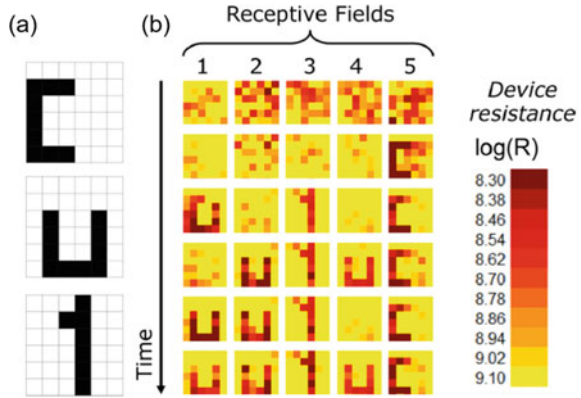 (a)
(b)
Receptive Fields
1 2 3 4 5
Time
Device
resistance
log(R)
8.30
8.38
8.46
8.54
8.62
8.70
8.78
8.86
8.94
9.02
9.10